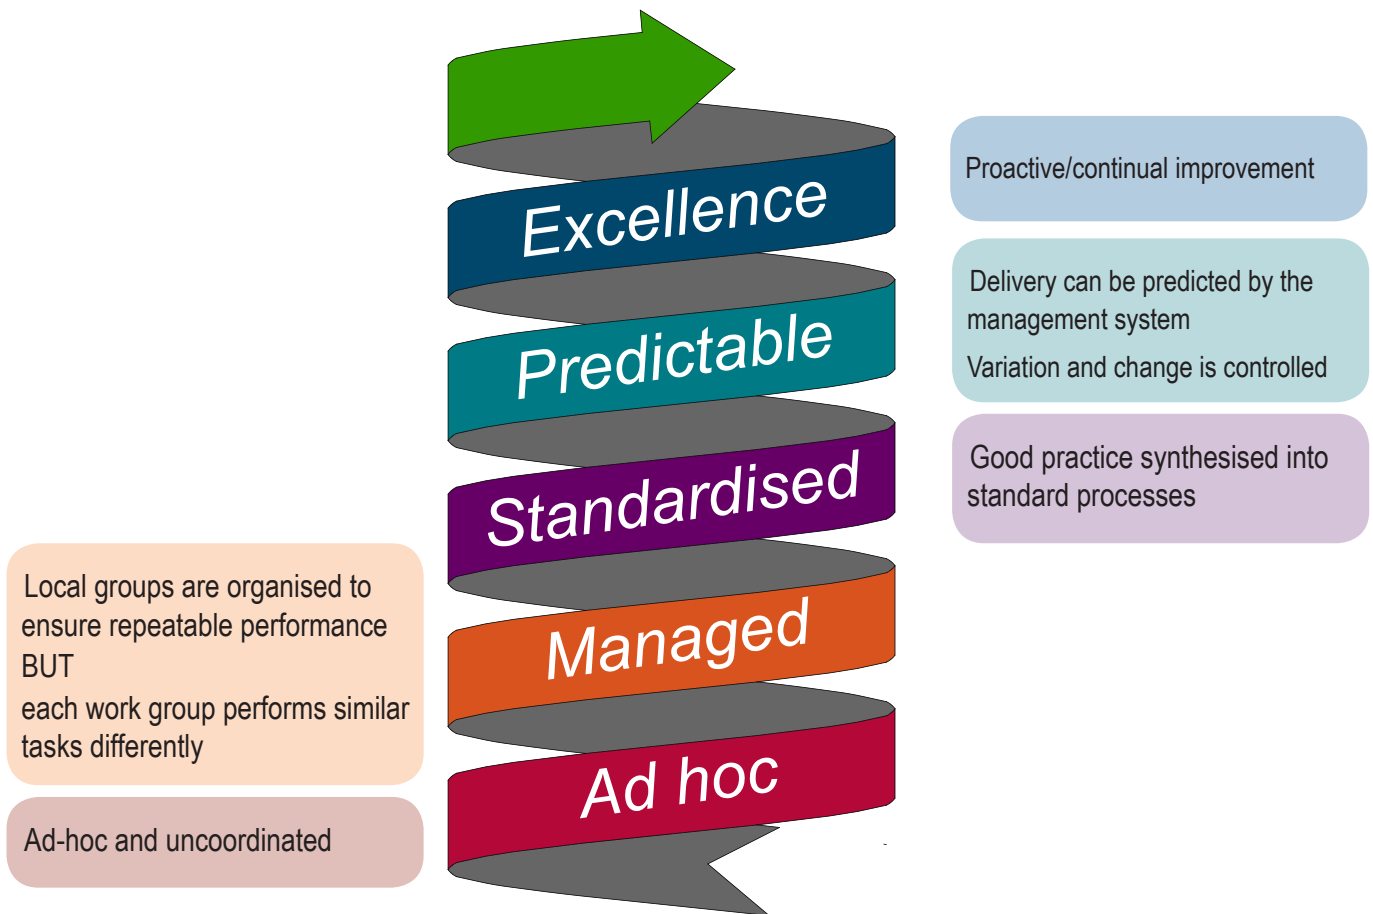 Excellence
Proactive/continual improvement
Predictable
Delivery can be predicted by the
management system
Variation and change is controlled
Standardised
Good practice synthesised into
standard processes
Managed
Local groups are organised to
ensure repeatable performance
BUT
each work group performs similar
tasks differently
Ad hoc
Ad-hoc and uncoordinated